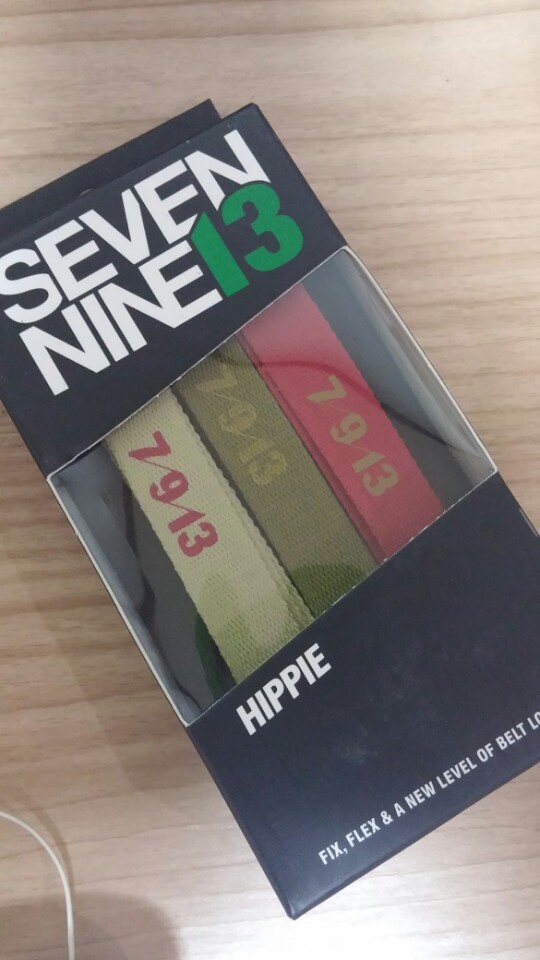 SEVEN
NINE13
7/9/13
7/9/13
7/9/13
HIPPIE
FIX, FLEX & A NEW LEVEL OF BELT